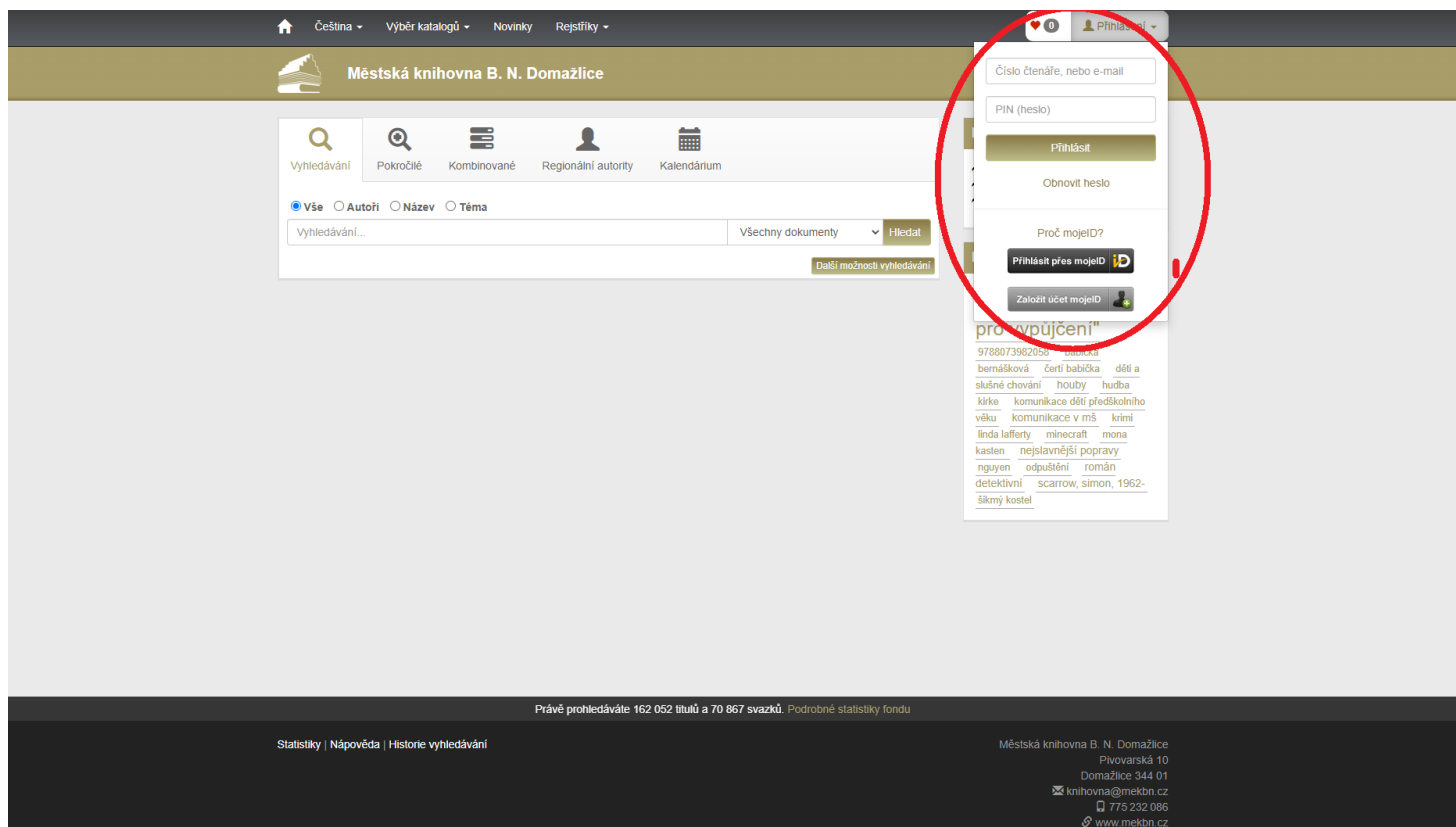 Čeština Výběr katalogů Novinky Rejstříky 0 Přihlášení
Městská knihovna B. N. Domažlice
Číslo čtenáře, nebo e-mail
PIN (heslo)
Přihlásit
Obnovit heslo
Proč mojeID?
Přihlásit přes mojeID
Založit účet mojeID
Vyhledávání Pokročilé Kombinované Regionální autority Kalendárium
Vše Autoři Název Téma
Vyhledávání... Všechny dokumenty Hledat
Další možnosti vyhledávání
pro vypůjčení"
9788073982058 babička
bernášková čertí babička děti a
slušné chování houby hudba
kirke komunikace dětí předškolního
věku komunikace v mš krimi
linda lafferty minecraft mona
kasten nejslavnější popravy
nguyen odpuštění román
detektivní scarrow, simon, 1962-
šikmý kostel
Právě prohledáváte 162 052 titulů a 70 867 svazků. Podrobné statistiky fondu
Statistiky | Nápověda | Historie vyhledávání
Městská knihovna B. N. Domažlice
Pivovarská 10
Domažlice 344 01
knihovna@mekbn.cz
775 232 086
www.mekbn.cz